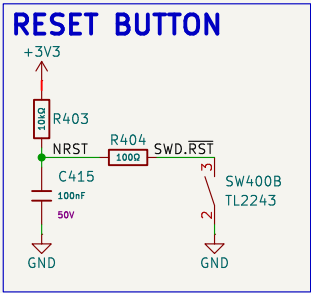 RESET BUTTON
+3V3
10kΩ
R403
NRST
R404
100Ω
SWD.RST
C415
100nF
50V
3
SW400B
TL2243
2
GND
GND